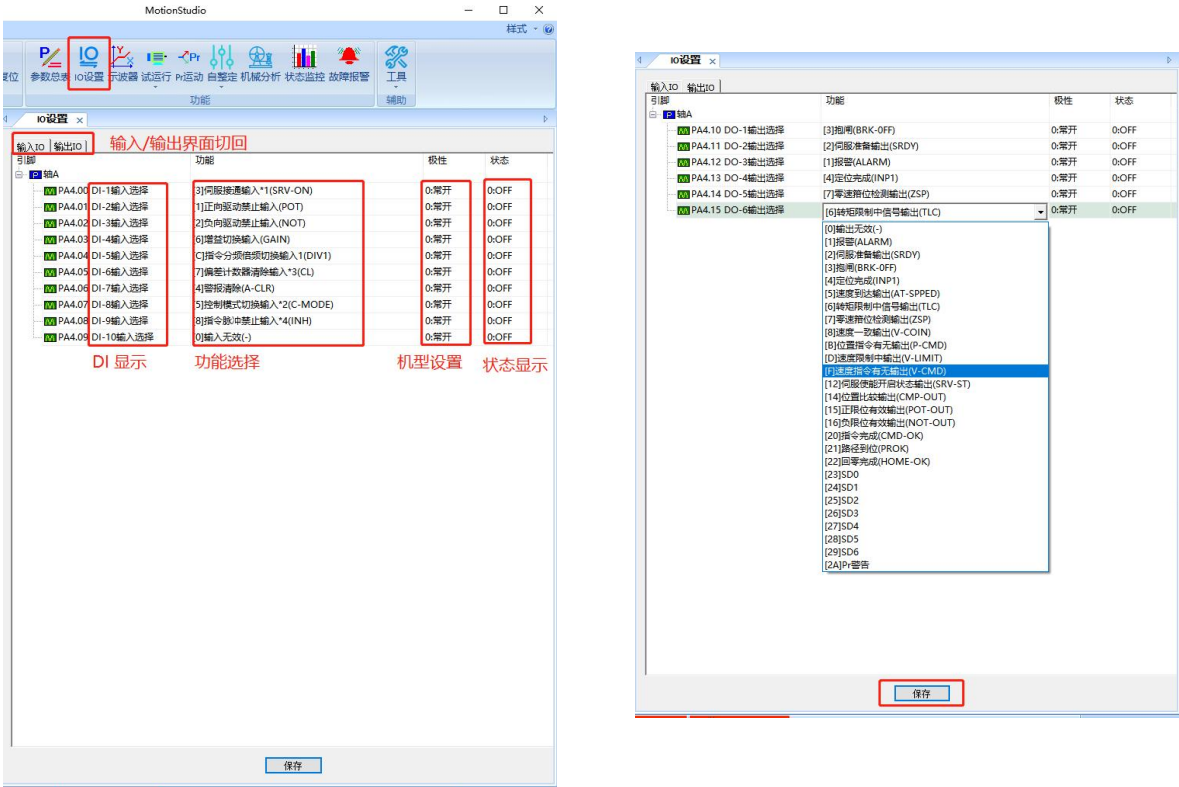 MotionStudio
样式
复位 参数总表 IO设置 示波器 试运行 Pr运动 自整定 机械分析 状态监控 故障报警 工具
功能 辅助
IO设置
输入/输出界面切回
输入IO 输出IO
引脚 功能 极性 状态
轴A
PA4.00 DI-1输入选择 [3]伺服接通输入*1(SRV-ON) 0:常开 0:OFF
PA4.01 DI-2输入选择 [1]正向驱动禁止输入(POT) 0:常开 0:OFF
PA4.02 DI-3输入选择 [2]负向驱动禁止输入(NOT) 0:常开 0:OFF
PA4.03 DI-4输入选择 [6]增益切换输入(GAIN) 0:常开 0:OFF
PA4.04 DI-5输入选择 [C]指令分频倍频切换输入1(DIV1) 0:常开 0:OFF
PA4.05 DI-6输入选择 [7]偏差计数器清除输入*3(CL) 0:常开 0:OFF
PA4.06 DI-7输入选择 [4]警报清除(A-CLR) 0:常开 0:OFF
PA4.07 DI-8输入选择 [5]控制模式切换输入*2(C-MODE) 0:常开 0:OFF
PA4.08 DI-9输入选择 [8]指令脉冲禁止输入*4(INH) 0:常开 0:OFF
PA4.09 DI-10输入选择 [0]输入无效(-) 0:常开 0:OFF
DI 显示 功能选择 机型设置 状态显示
保存
IO设置
输入IO 输出IO
引脚 功能 极性 状态
轴A
PA4.10 DO-1输出选择 [3]抱闸(BRK-0FF) 0:常开 0:OFF
PA4.11 DO-2输出选择 [2]伺服准备输出(SRDY) 0:常开 0:OFF
PA4.12 DO-3输出选择 [1]报警(ALARM) 0:常开 0:OFF
PA4.13 DO-4输出选择 [4]定位完成(INP1) 0:常开 0:OFF
PA4.14 DO-5输出选择 [7]零速箝位检测输出(ZSP) 0:常开 0:OFF
PA4.15 DO-6输出选择 [6]转矩限制中信号输出(TLC) 0:常开 0:OFF
[0]输出无效(-)
[1]报警(ALARM)
[2]伺服准备输出(SRDY)
[3]抱闸(BRK-0FF)
[4]定位完成(INP1)
[5]速度到达输出(AT-SPPED)
[6]转矩限制中信号输出(TLC)
[7]零速箝位检测输出(ZSP)
[8]速度一致输出(V-COIN)
[B]位置指令有无输出(P-CMD)
[D]速度限制中输出(V-LIMIT)
[F]速度指令有无输出(V-CMD)
[12]伺服使能开启状态输出(SRV-ST)
[14]位置比较输出(CMP-OUT)
[15]正限位有效输出(POT-OUT)
[16]负限位有效输出(NOT-OUT)
[20]指令完成(CMD-OK)
[21]路径到位(PROK)
[22]回零完成(HOME-OK)
[23]SD0
[24]SD1
[25]SD2
[26]SD3
[27]SD4
[28]SD5
[29]SD6
[2A]Pr警告
保存